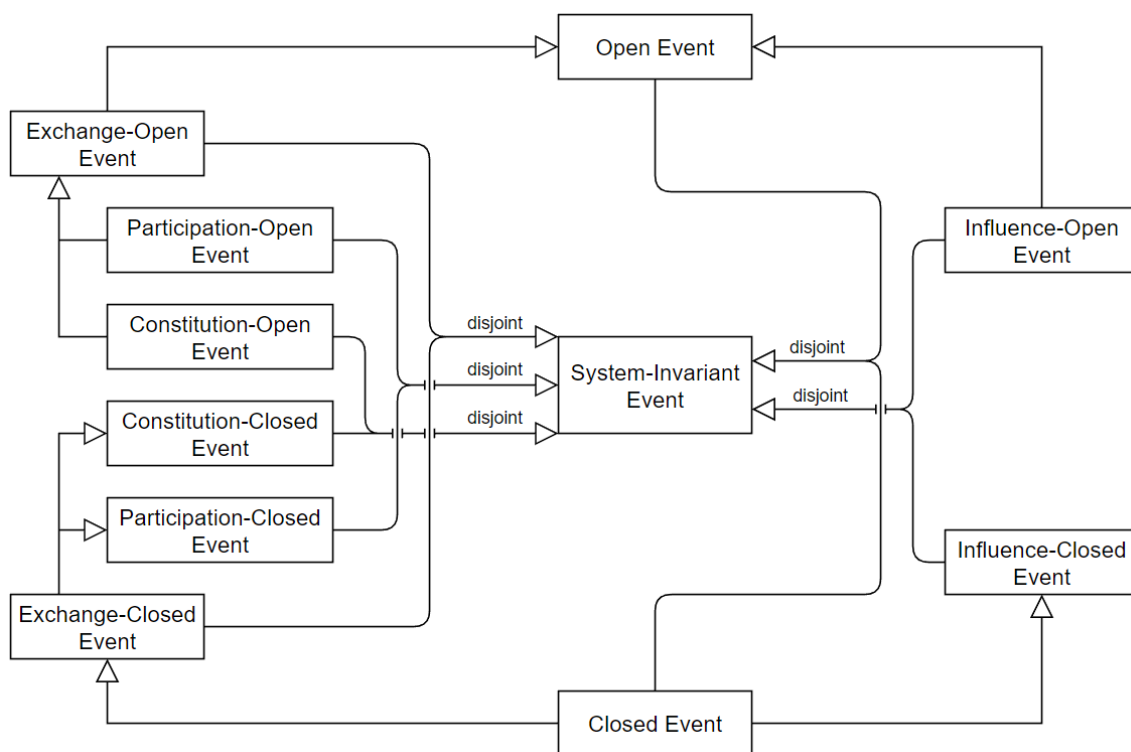 Open Event
Exchange-Open
Event
Participation-Open
Event
Influence-Open
Event
Constitution-Open
Event
disjoint
disjoint
System-Invariant
Event
disjoint
disjoint
disjoint
Constitution-Closed
Event
Participation-Closed
Event
Influence-Closed
Event
Exchange-Closed
Event
Closed Event